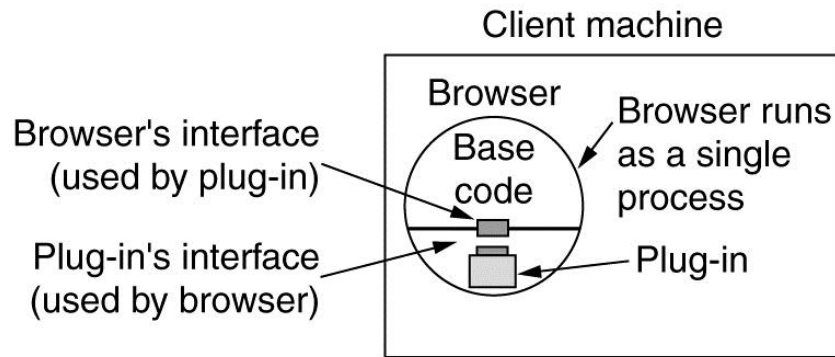 Client machine
Browser
Browser's interface
(used by plug-in)
Base
code
Browser runs
as a single
process
Plug-in's interface
(used by browser)
Plug-in